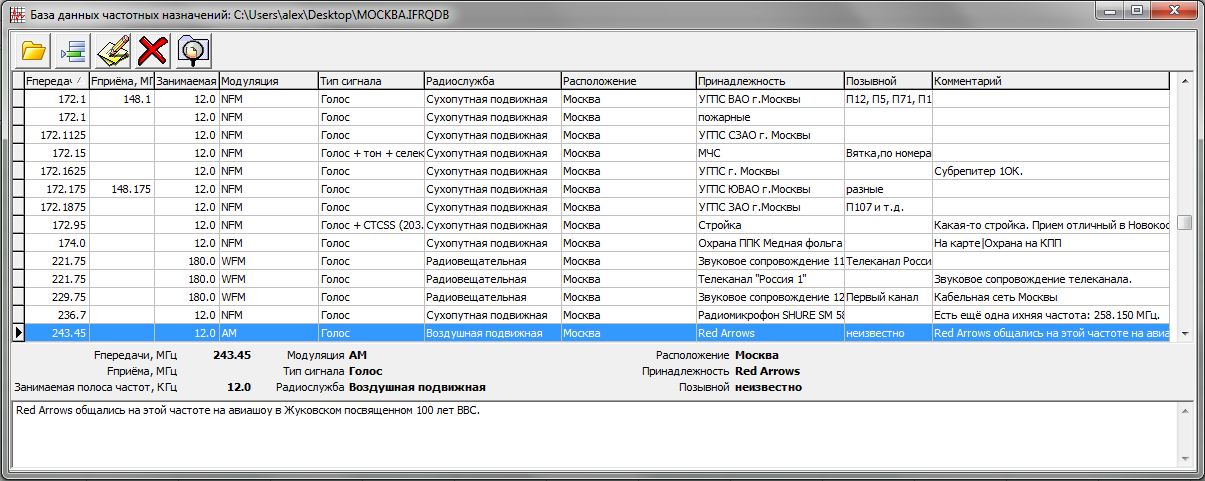 База данных частотных назначений: C:\Users\alex\Desktop\МОСКВА.IFRQDB
Fпередач Fприёма, МГ Занимаемая Модуляция Тип сигнала Радиослужба Расположение Принадлежность Позывной Комментарий
172.1 148.1 12.0 NFM Голос Сухопутная подвижная Москва УГПС ВАО г.Москвы П12, П5, П71, П1
172.1 12.0 NFM Голос Сухопутная подвижная Москва пожарные
172.1125 12.0 NFM Голос Сухопутная подвижная Москва УГПС СЗАО г. Москвы
172.15 12.0 NFM Голос + тон + селек Сухопутная подвижная Москва МЧС Вятка,по номера
172.1625 12.0 NFM Голос Сухопутная подвижная Москва УГПС г. Москвы Субрепитер 1ОК.
172.175 148.175 12.0 NFM Голос Сухопутная подвижная Москва УГПС ЮВАО г.Москвы разные
172.1875 12.0 NFM Голос Сухопутная подвижная Москва УГПС ЗАО г.Москвы П107 и т.д.
172.95 12.0 NFM Голос + CTCSS (203. Сухопутная подвижная Москва Стройка Какая-то стройка. Прием отличный в Новокос
174.0 12.0 NFM Голос Сухопутная подвижная Москва Охрана ППК Медная фольга На карте|Охрана на КПП
221.75 180.0 WFM Голос Радиовещательная Москва Звуковое сопровождение 11 Телеканал Росси
221.75 180.0 WFM Голос Радиовещательная Москва Телеканал "Россия 1" Звуковое сопровождение телеканала.
229.75 180.0 WFM Голос Радиовещательная Москва Звуковое сопровождение 12 Первый канал Кабельная сеть Москвы
236.7 12.0 NFM Голос Сухопутная подвижная Москва Радиомикрофон SHURE SM 58 Есть ещё одна ихняя частота: 258.150 МГц.
243.45 12.0 AM Голос Воздушная подвижная Москва Red Arrows неизвестно Red Arrows общались на этой частоте на авиа
Fпередачи, МГц 243.45 Модуляция AM Расположение Москва
Fприёма, МГц Тип сигнала Голос Принадлежность Red Arrows
Занимаемая полоса частот, КГц 12.0 Радиослужба Воздушная подвижная Позывной неизвестно
Red Arrows общались на этой частоте на авиашоу в Жуковском посвященном 100 лет ВВС.